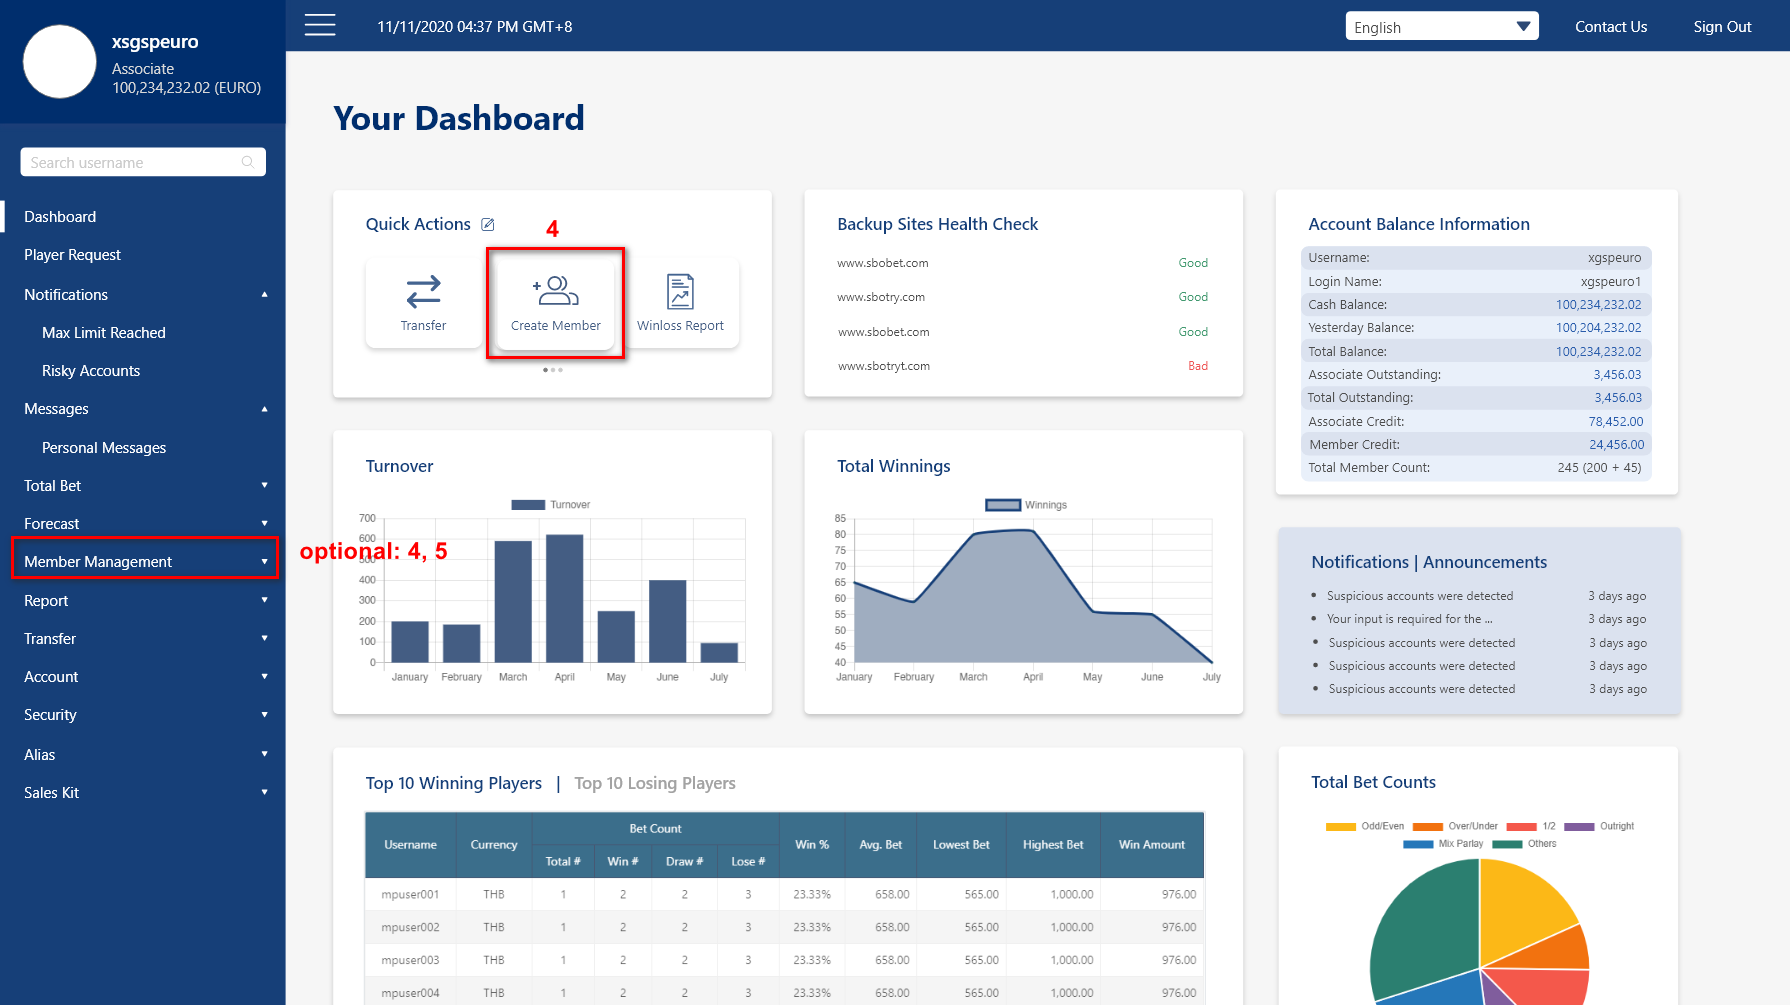 xsgspeuro
Associate
100,234,232.02 (EURO)
11/11/2020 04:37 PM GMT+8
English
Contact Us
Sign Out
Search username
Dashboard
Player Request
Notifications
Max Limit Reached
Risky Accounts
Messages
Personal Messages
Total Bet
Forecast
Member Management
Report
Transfer
Account
Security
Alias
Sales Kit
optional: 4, 5
Your Dashboard
Quick Actions
4
Transfer
Create Member
Winloss Report
Backup Sites Health Check
www.sbobet.com Good
www.sbotry.com Good
www.sbobet.com Good
www.sbotryt.com Bad
Account Balance Information
Username: xgspeuro
Login Name: xgspeuro1
Cash Balance: 100,234,232.02
Yesterday Balance: 100,204,232.02
Total Balance: 100,234,232.02
Associate Outstanding: 3,456.03
Total Outstanding: 3,456.03
Associate Credit: 78,452.00
Member Credit: 24,456.00
Total Member Count: 245 (200 + 45)
Turnover
Turnover
700
600
500
400
300
200
100
0
January February March April May June July
Total Winnings
Winnings
85
80
75
70
65
60
55
50
45
40
January February March April May June July
Notifications | Announcements
Suspicious accounts were detected 3 days ago
Your input is required for the ... 3 days ago
Suspicious accounts were detected 3 days ago
Suspicious accounts were detected 3 days ago
Suspicious accounts were detected 3 days ago
Top 10 Winning Players | Top 10 Losing Players
Username Currency Bet Count Win % Avg. Bet Lowest Bet Highest Bet Win Amount
Total # Win # Draw # Lose #
mpuser001 THB 1 2 2 3 23.33% 658.00 565.00 1,000.00 976.00
mpuser002 THB 1 2 2 3 23.33% 658.00 565.00 1,000.00 976.00
mpuser003 THB 1 2 2 3 23.33% 658.00 565.00 1,000.00 976.00
mpuser004 THB 1 2 2 3 23.33% 658.00 565.00 1,000.00 976.00
Total Bet Counts
Odd/Even Over/Under 1/2 Outright
Mix Parlay Others